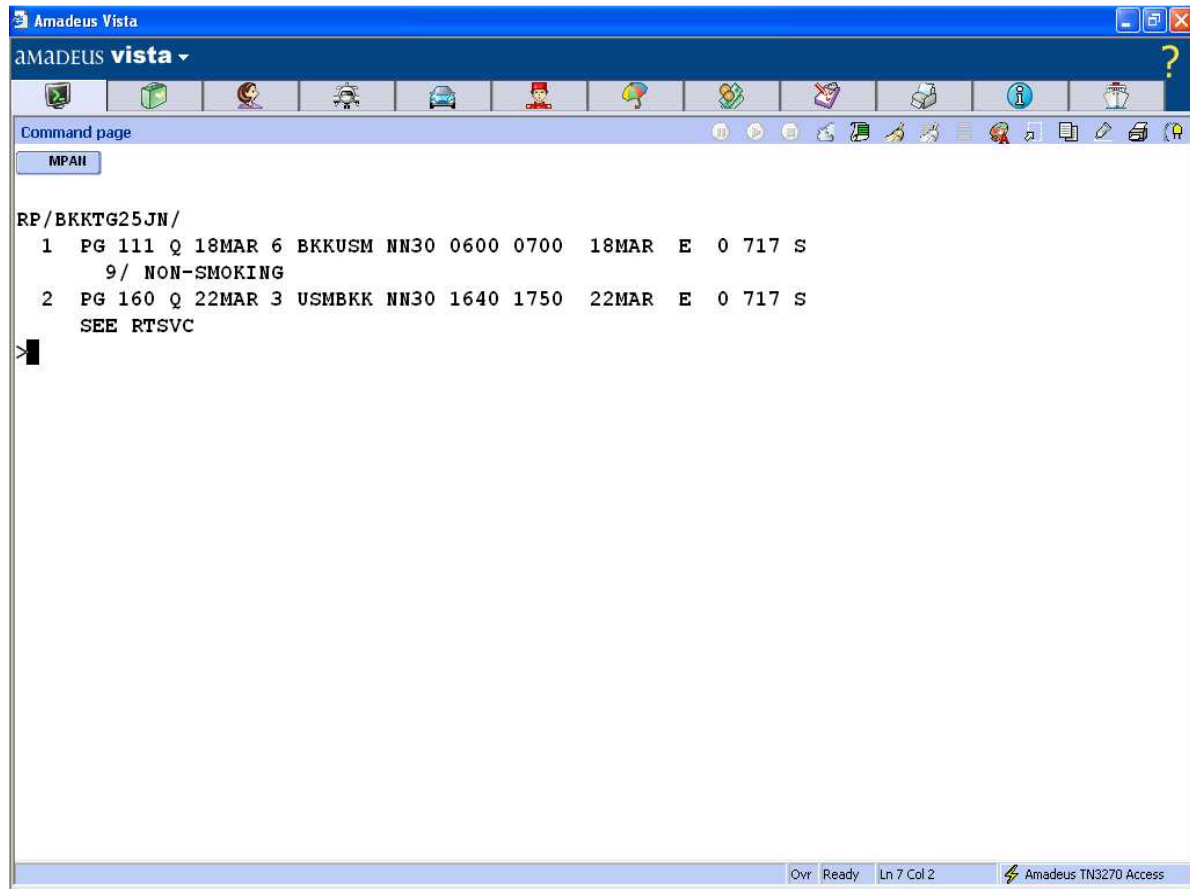 Amadeus Vista
aMaDEUS vista
?
Command page
MPAN
RP/BKKTG25JN/
1 PG 111 Q 18MAR 6 BKKUSM NN30 0600 0700 18MAR E 0 717 S
9/ NON-SMOKING
2 PG 160 Q 22MAR 3 USMBKK NN30 1640 1750 22MAR E 0 717 S
SEE RTSVC
>
Ovr Ready Ln 7 Col 2 Amadeus TN3270 Access